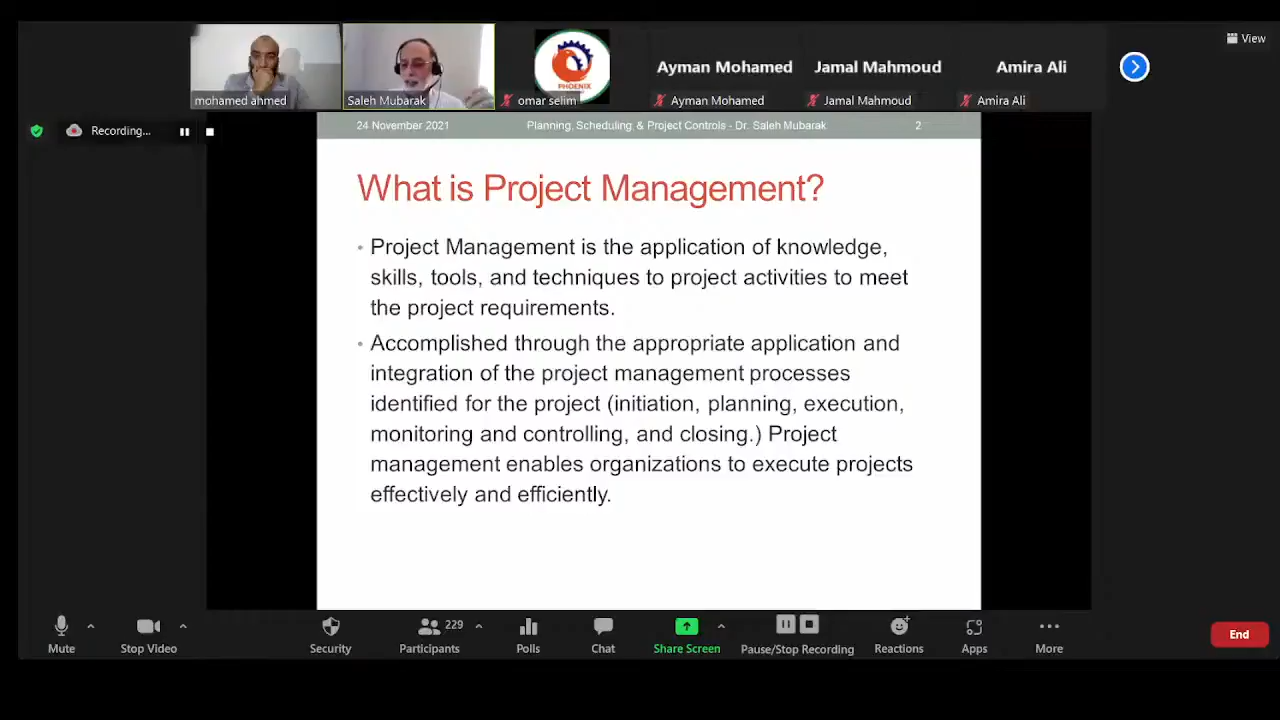 View
Ayman Mohamed
Jamal Mahmoud
Amira Ali
PHOENIX
mohamed ahmed
Saleh Mubarak
omar selim
Ayman Mohamed
Jamal Mahmoud
Amira Ali
Recording...
24 November 2021
Planning, Scheduling, & Project Controls - Dr. Saleh Mubarak
2
What is Project Management?
• Project Management is the application of knowledge,
skills, tools, and techniques to project activities to meet
the project requirements.
• Accomplished through the appropriate application and
integration of the project management processes
identified for the project (initiation, planning, execution,
monitoring and controlling, and closing.) Project
management enables organizations to execute projects
effectively and efficiently.
229
Mute
Stop Video
Security
Participants
Polls
Chat
Share Screen
Pause/Stop Recording
Reactions
Apps
More
End